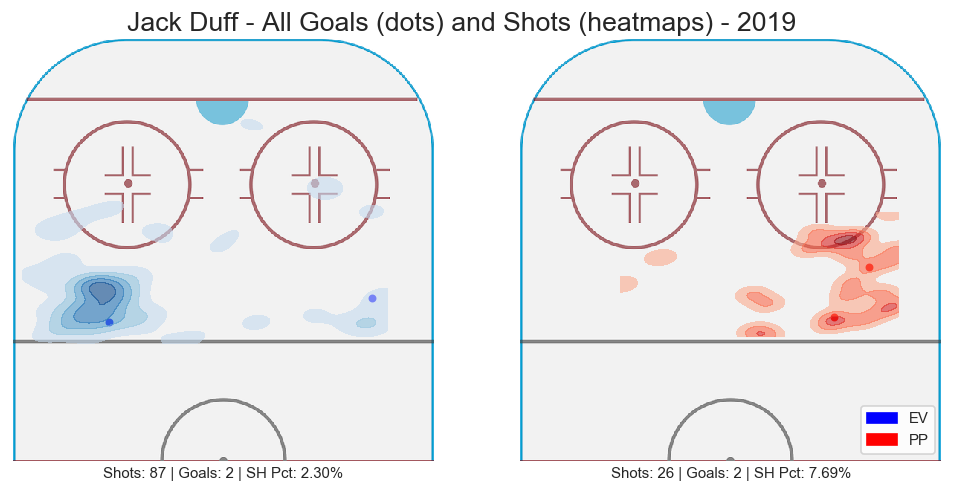 Jack Duff - All Goals (dots) and Shots (heatmaps) - 2019
EV
PP
Shots: 87 | Goals: 2 | SH Pct: 2.30%
Shots: 26 | Goals: 2 | SH Pct: 7.69%